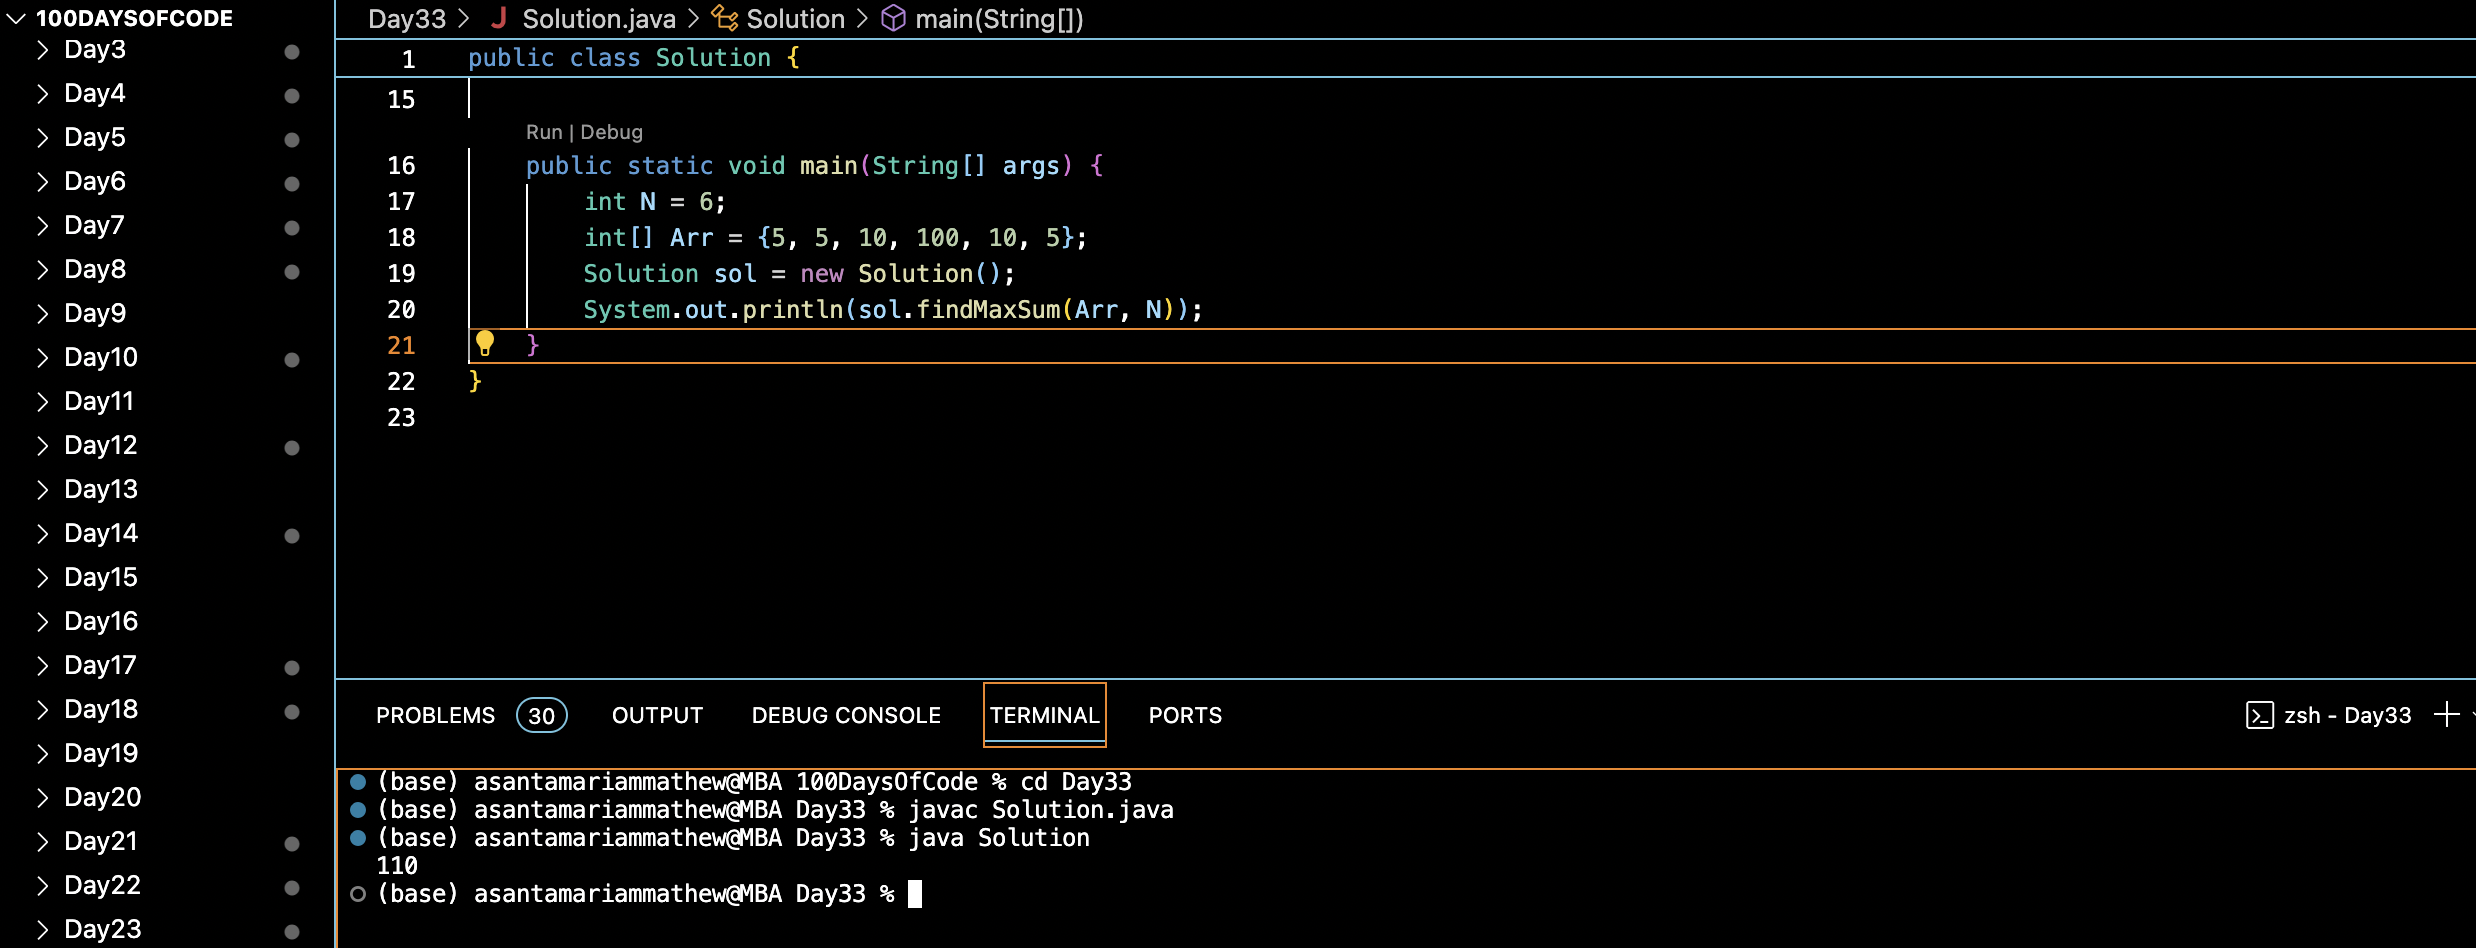 100DAYSOFCODE
Day3
Day4
Day5
Day6
Day7
Day8
Day9
Day10
Day11
Day12
Day13
Day14
Day15
Day16
Day17
Day18
Day19
Day20
Day21
Day22
Day23
Day33 > J Solution.java > Solution > main(String[])
1 public class Solution {
15
Run | Debug
16 public static void main(String[] args) {
17 int N = 6;
18 int[] Arr = {5, 5, 10, 100, 10, 5};
19 Solution sol = new Solution();
20 System.out.println(sol.findMaxSum(Arr, N));
21 }
22 }
23
PROBLEMS 30 OUTPUT DEBUG CONSOLE TERMINAL PORTS zsh - Day33
(base) asantamariammathew@MBA 100DaysOfCode % cd Day33
(base) asantamariammathew@MBA Day33 % javac Solution.java
(base) asantamariammathew@MBA Day33 % java Solution
110
(base) asantamariammathew@MBA Day33 %